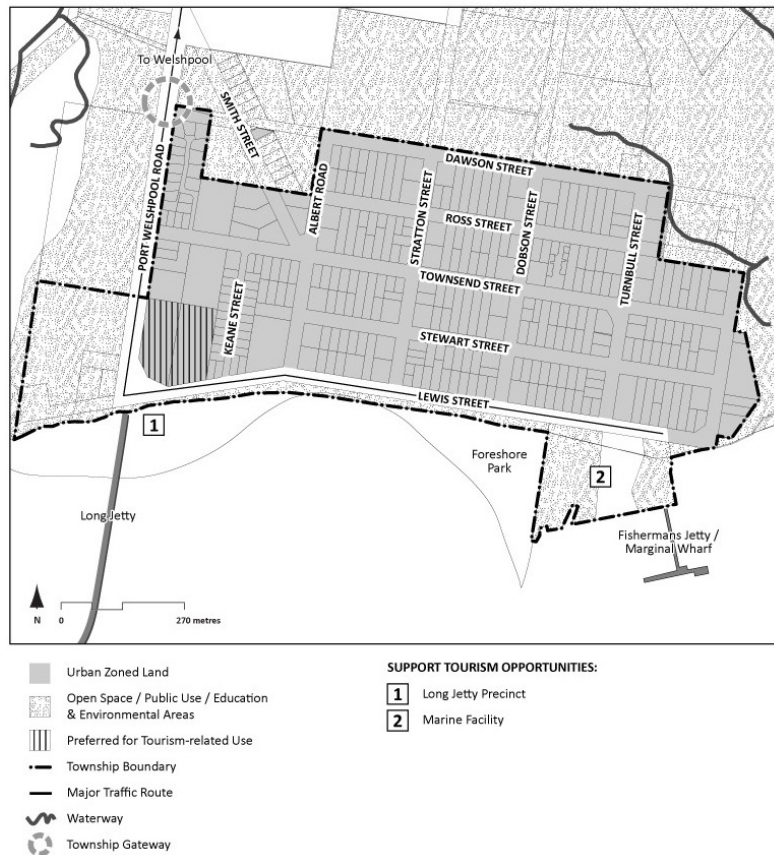 To Welshpool
SMITH STREET
PORT WELSHPOOL ROAD
ALBERT ROAD
DAWSON STREET
STRATTON STREET
ROSS STREET
DOBSON STREET
TURNBULL STREET
TOWNSEND STREET
KEANE STREET
STEWART STREET
LEWIS STREET
1
Foreshore
Park
2
Long Jetty
Fishermans Jetty /
Marginal Wharf
N
0
270 metres
Urban Zoned Land
Open Space / Public Use / Education
& Environmental Areas
Preferred for Tourism-related Use
Township Boundary
Major Traffic Route
Waterway
Township Gateway
SUPPORT TOURISM OPPORTUNITIES:
1 Long Jetty Precinct
2 Marine Facility